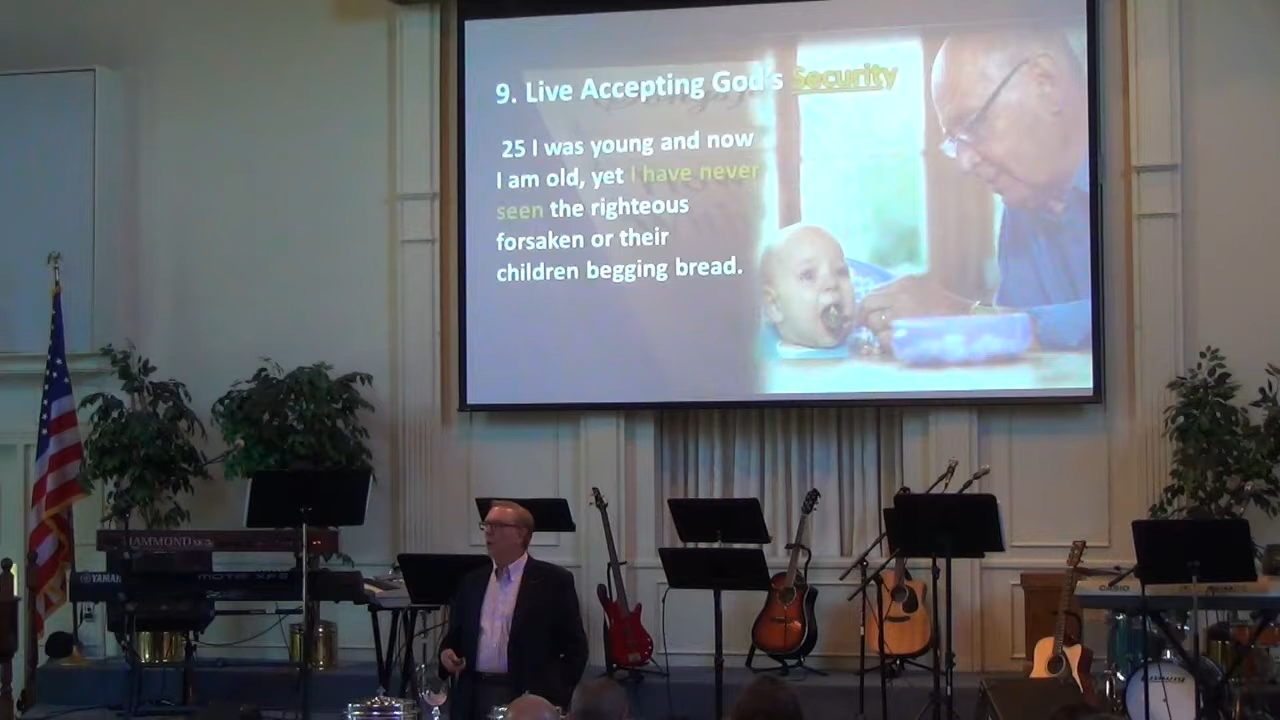 9. Live Accepting God's Security
25 I was young and now
I am old, yet I have never
seen the righteous
forsaken or their
children begging bread.
HAMMOND
YAMAHA
CASIO